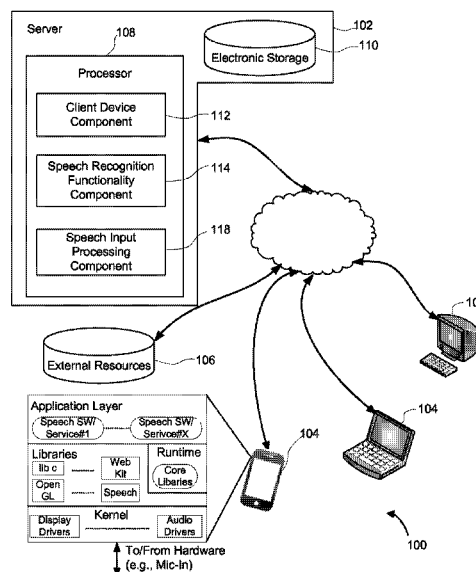 Server
102
108
110
Electronic Storage
Processor
Client Device
Component
112
Speech Recognition
Functionality
Component
114
Speech Input
Processing
Component
118
External Resources
106
10
104
104
100
Application Layer
Speech SW/
Service#1
Speech SW/
Serivce#X
Libraries
lib c
Web
Kit
Open
GL
Speech
Runtime
Core
Libaries
Kernel
Display
Drivers
Audio
Drivers
To/From Hardware
(e.g., Mic-In)